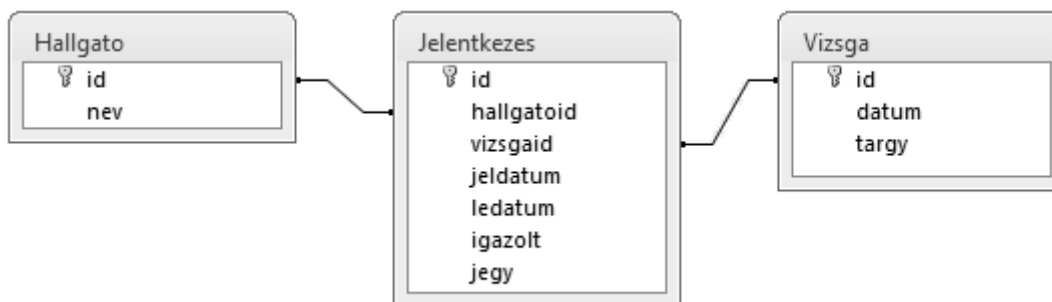 Hallgato
id
nev
Jelentkezes
id
hallgatoid
vizsgaid
jeldatum
ledatum
igazolt
jegy
Vizsga
id
datum
targy